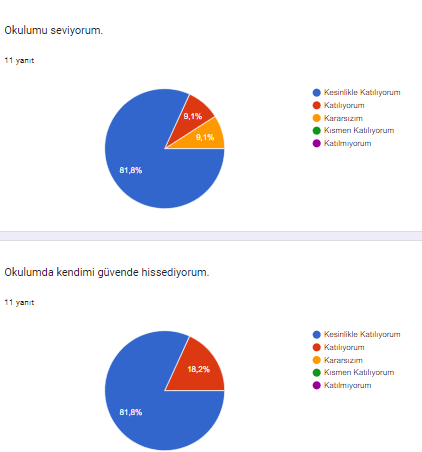 Okulumu seviyorum.
11 yanıt
Kesinlikle Katılıyorum
Katılıyorum
Kararsızım
Kısmen Katılıyorum
Katılmıyorum
9,1%
9,1%
81,8%
Okulumda kendimi güvende hissediyorum.
11 yanıt
Kesinlikle Katılıyorum
Katılıyorum
Kararsızım
Kısmen Katılıyorum
Katılmıyorum
18,2%
81,8%